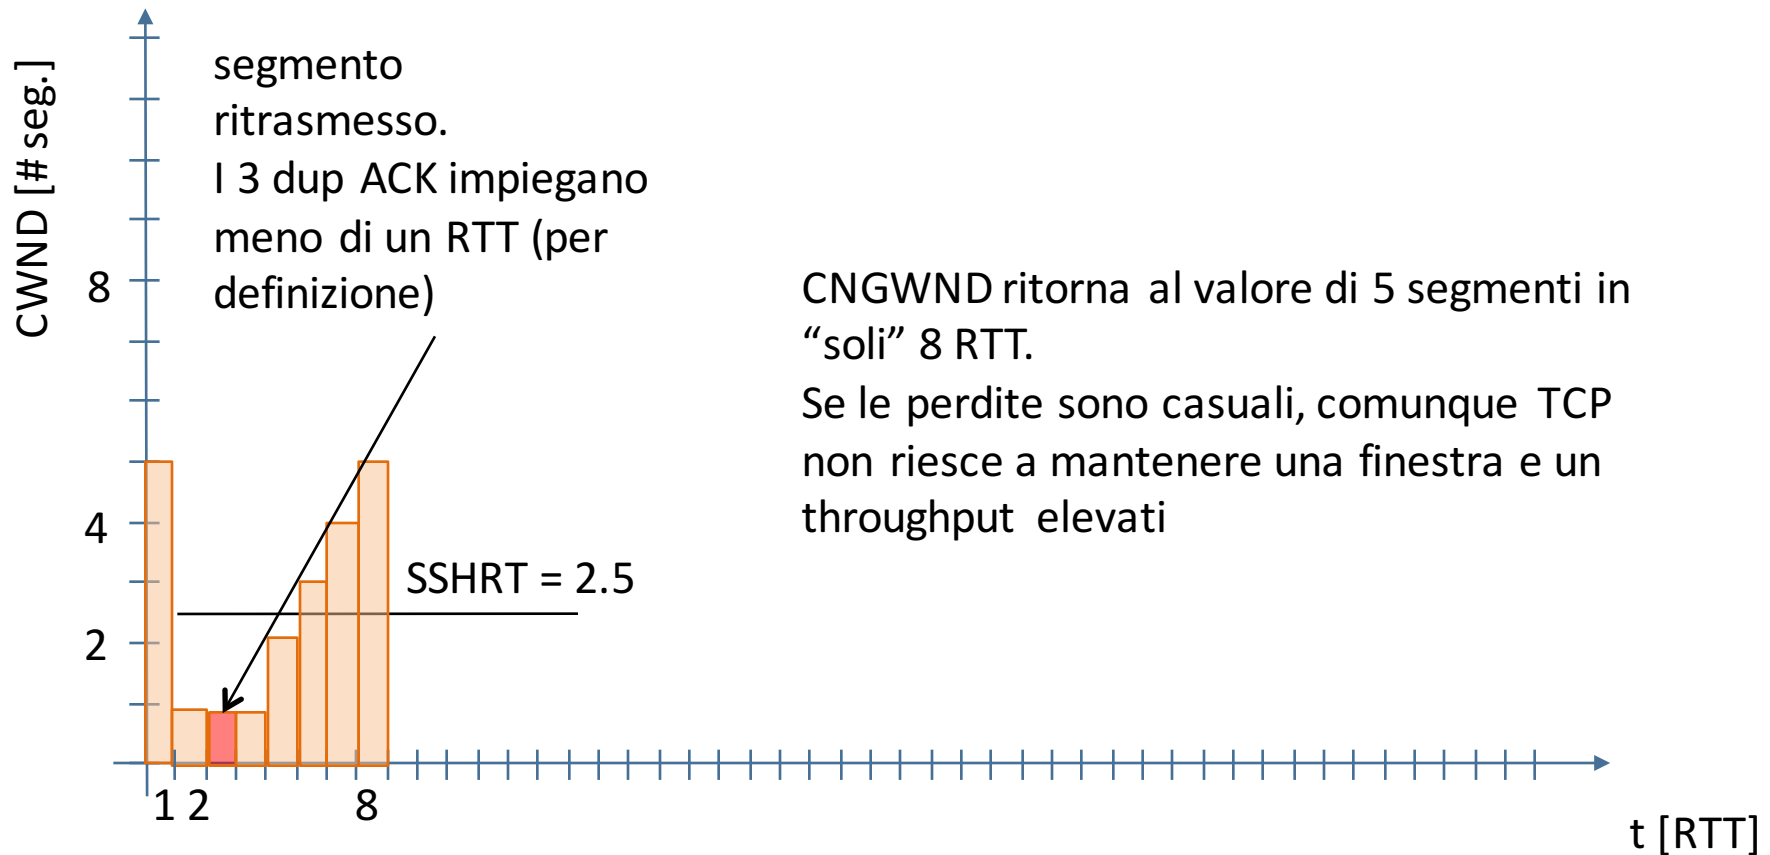 CWND [# seg.]
segmento
ritrasmesso.
I 3 dup ACK impiegano
meno di un RTT (per
definizione)
8
4
2
SSHRT = 2.5
CNGWND ritorna al valore di 5 segmenti in
“soli” 8 RTT.
Se le perdite sono casuali, comunque TCP
non riesce a mantenere una finestra e un
throughput elevati
1 2 8
t [RTT]